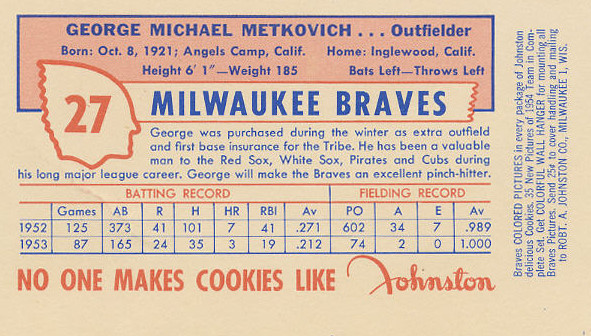 GEORGE MICHAEL METKOVICH ... Outfielder
Born: Oct. 8, 1921; Angels Camp, Calif. Home: Inglewood, Calif.
Height 6' 1"—Weight 185 Bats Left—Throws Left
27
MILWAUKEE BRAVES
George was purchased during the winter as extra outfield
and first base insurance for the Tribe. He has been a valuable
man to the Red Sox, White Sox, Pirates and Cubs during
his long major league career. George will make the Braves an excellent pinch-hitter.
BATTING RECORD FIELDING RECORD
Games AB R H HR RBI Av PO A E Av
1952 125 373 41 101 7 41 .271 602 34 7 .989
1953 87 165 24 35 3 19 .212 74 2 0 1.000
NO ONE MAKES COOKIES LIKE Johnston
Braves COLORED PICTURES in every package of Johnston
delicious Cookies. 35 New Pictures of 1954 Team in Com-
plete Set. Get COLORFUL WALL HANGER for mounting all
Braves Pictures. Send 25¢ to cover handling and mailing
to ROBT. A. JOHNSTON CO., MILWAUKEE 1, WIS.